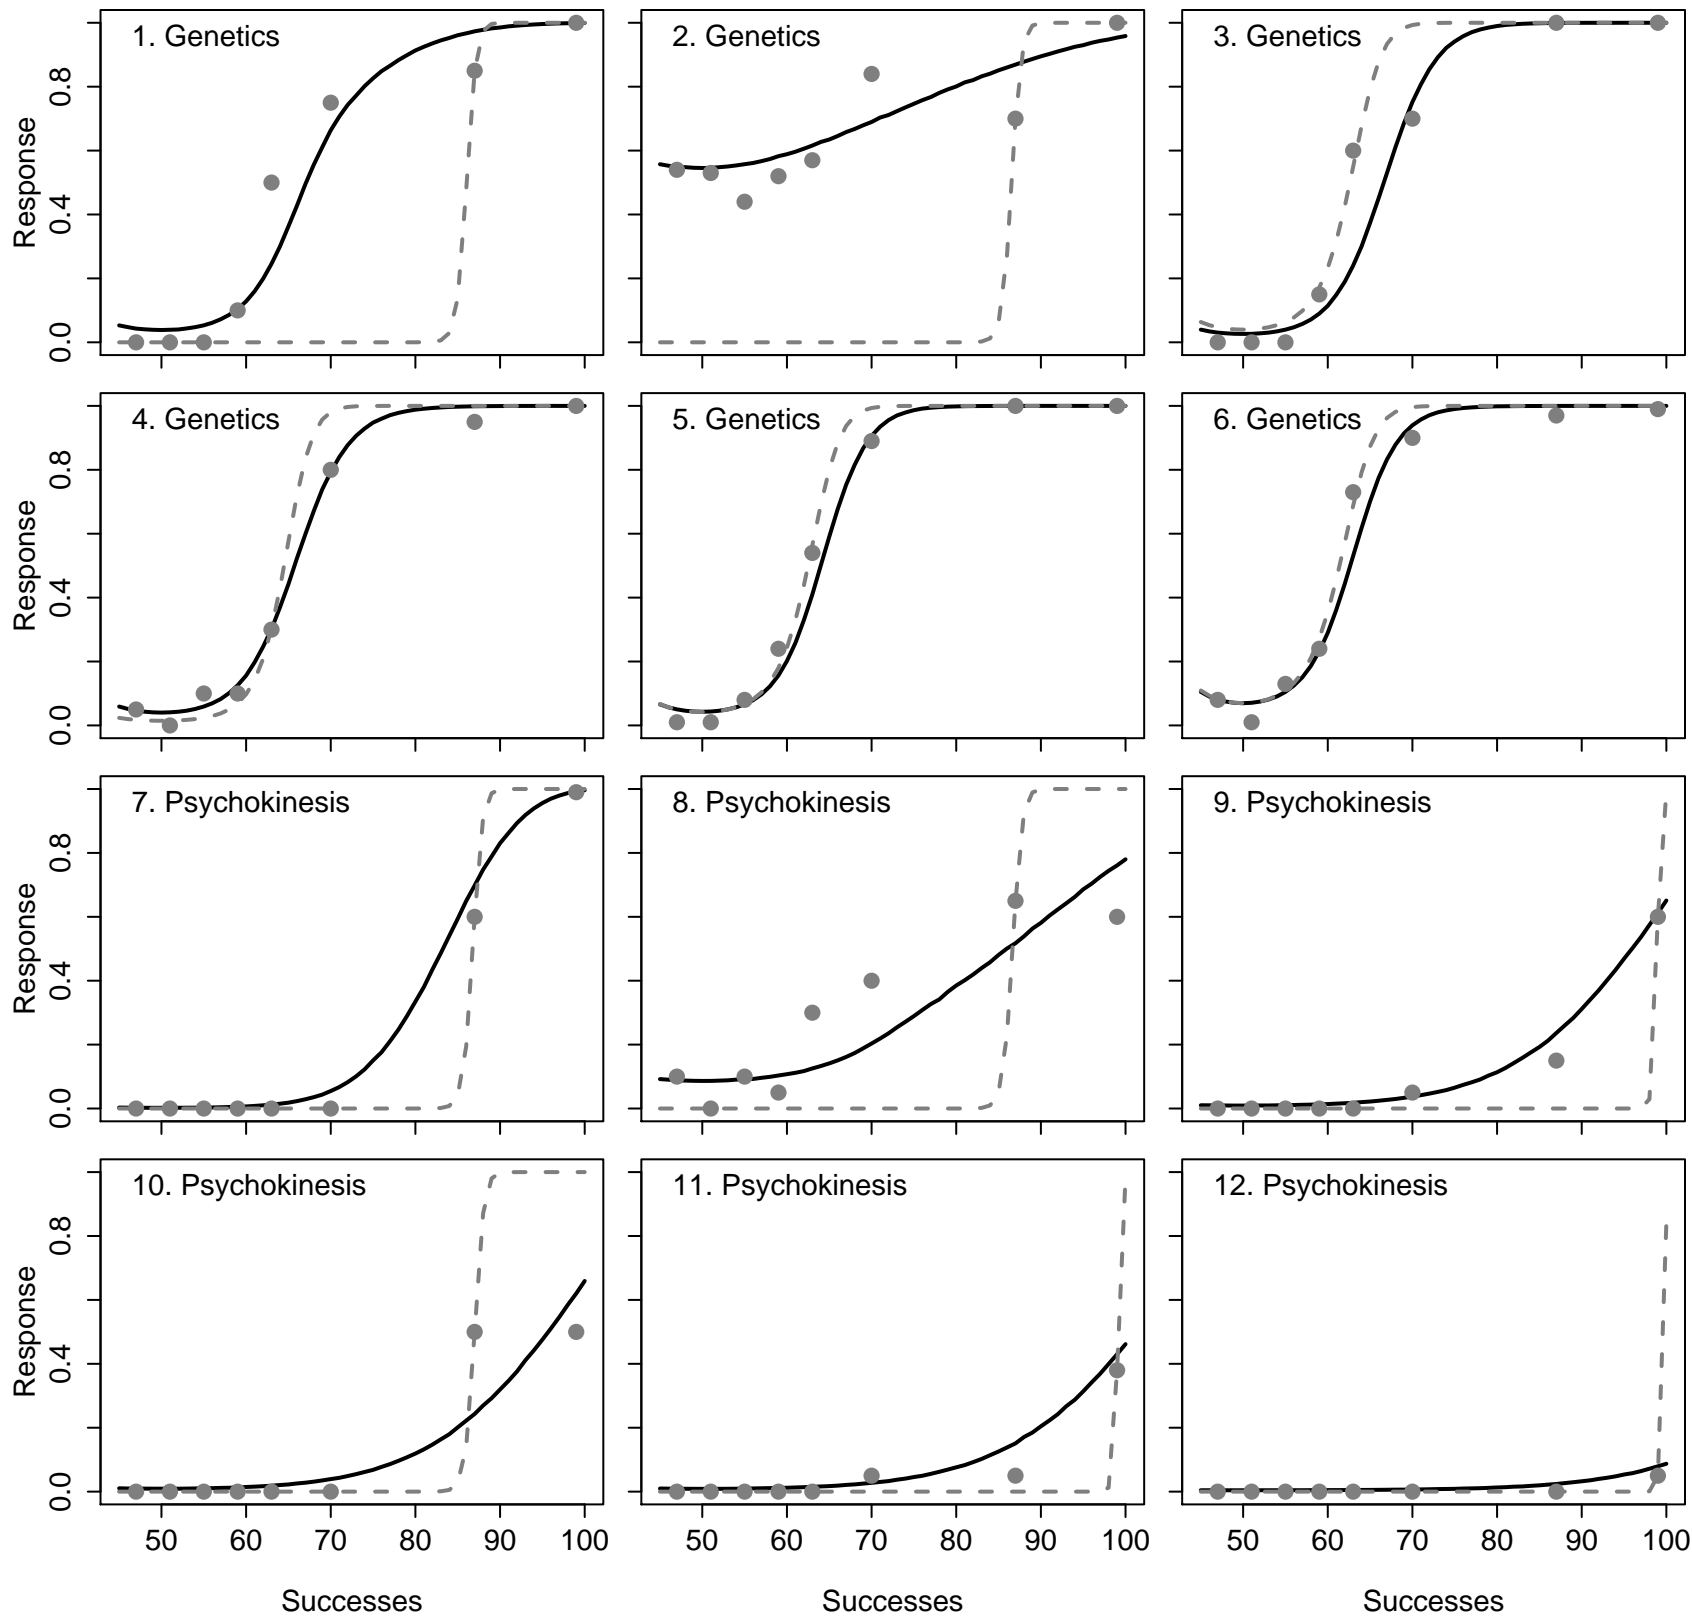 1. Genetics
2. Genetics
3. Genetics
Response
0.0 0.4 0.8
4. Genetics
5. Genetics
6. Genetics
Response
0.0 0.4 0.8
7. Psychokinesis
8. Psychokinesis
9. Psychokinesis
Response
0.0 0.4 0.8
10. Psychokinesis
11. Psychokinesis
12. Psychokinesis
Response
0.0 0.4 0.8
50 60 70 80 90 100
50 60 70 80 90 100
50 60 70 80 90 100
Successes
Successes
Successes